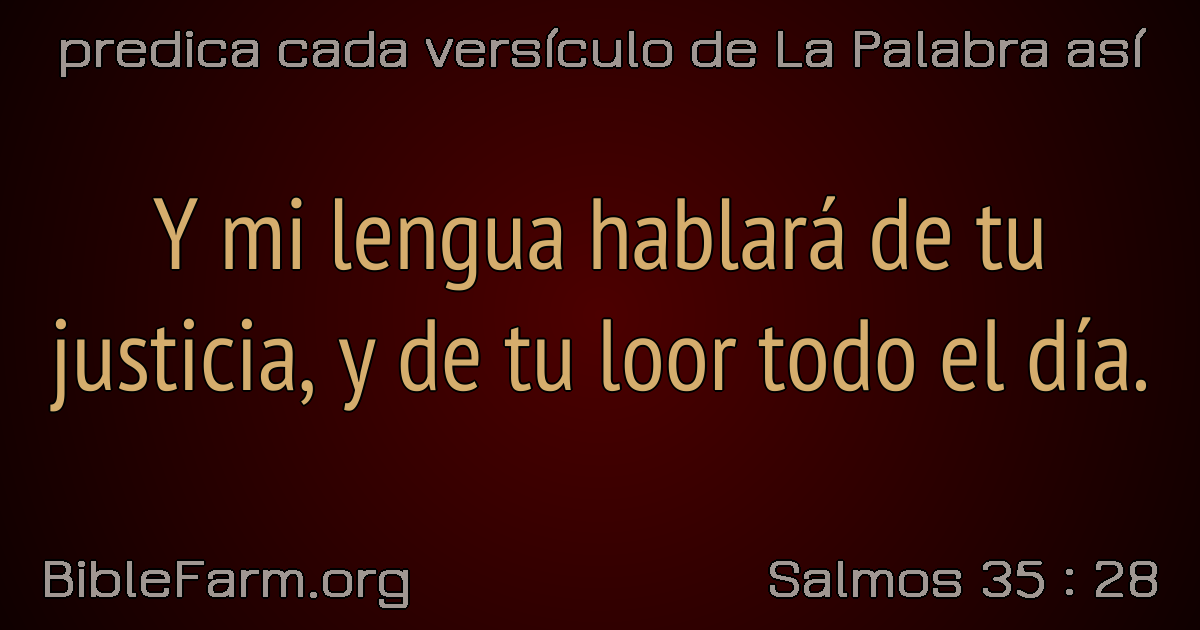 predica cada versículo de La Palabra así
Y mi lengua hablará de tu
justicia, y de tu loor todo el día.
BibleFarm.org
Salmos 35 : 28